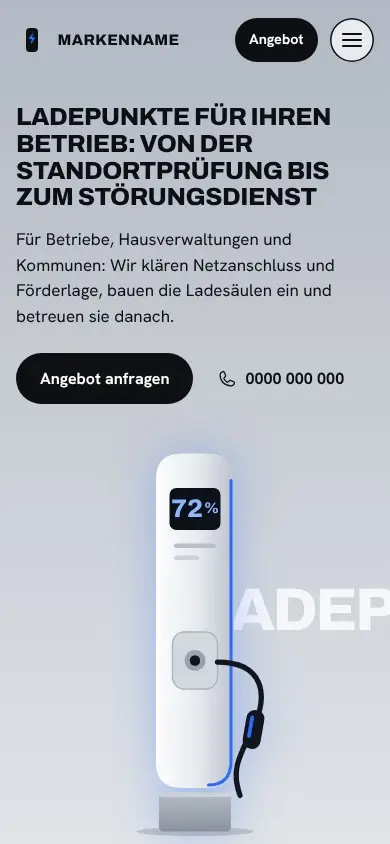 MARKENNAME
Angebot
LADEPUNKTE FÜR IHREN
BETRIEB: VON DER
STANDORTPRÜFUNG BIS
ZUM STÖRUNGSDIENST
Für Betriebe, Hausverwaltungen und
Kommunen: Wir klären Netzanschluss und
Förderlage, bauen die Ladesäulen ein und
betreuen sie danach.
Angebot anfragen
0000 000 000
72%
ADEP